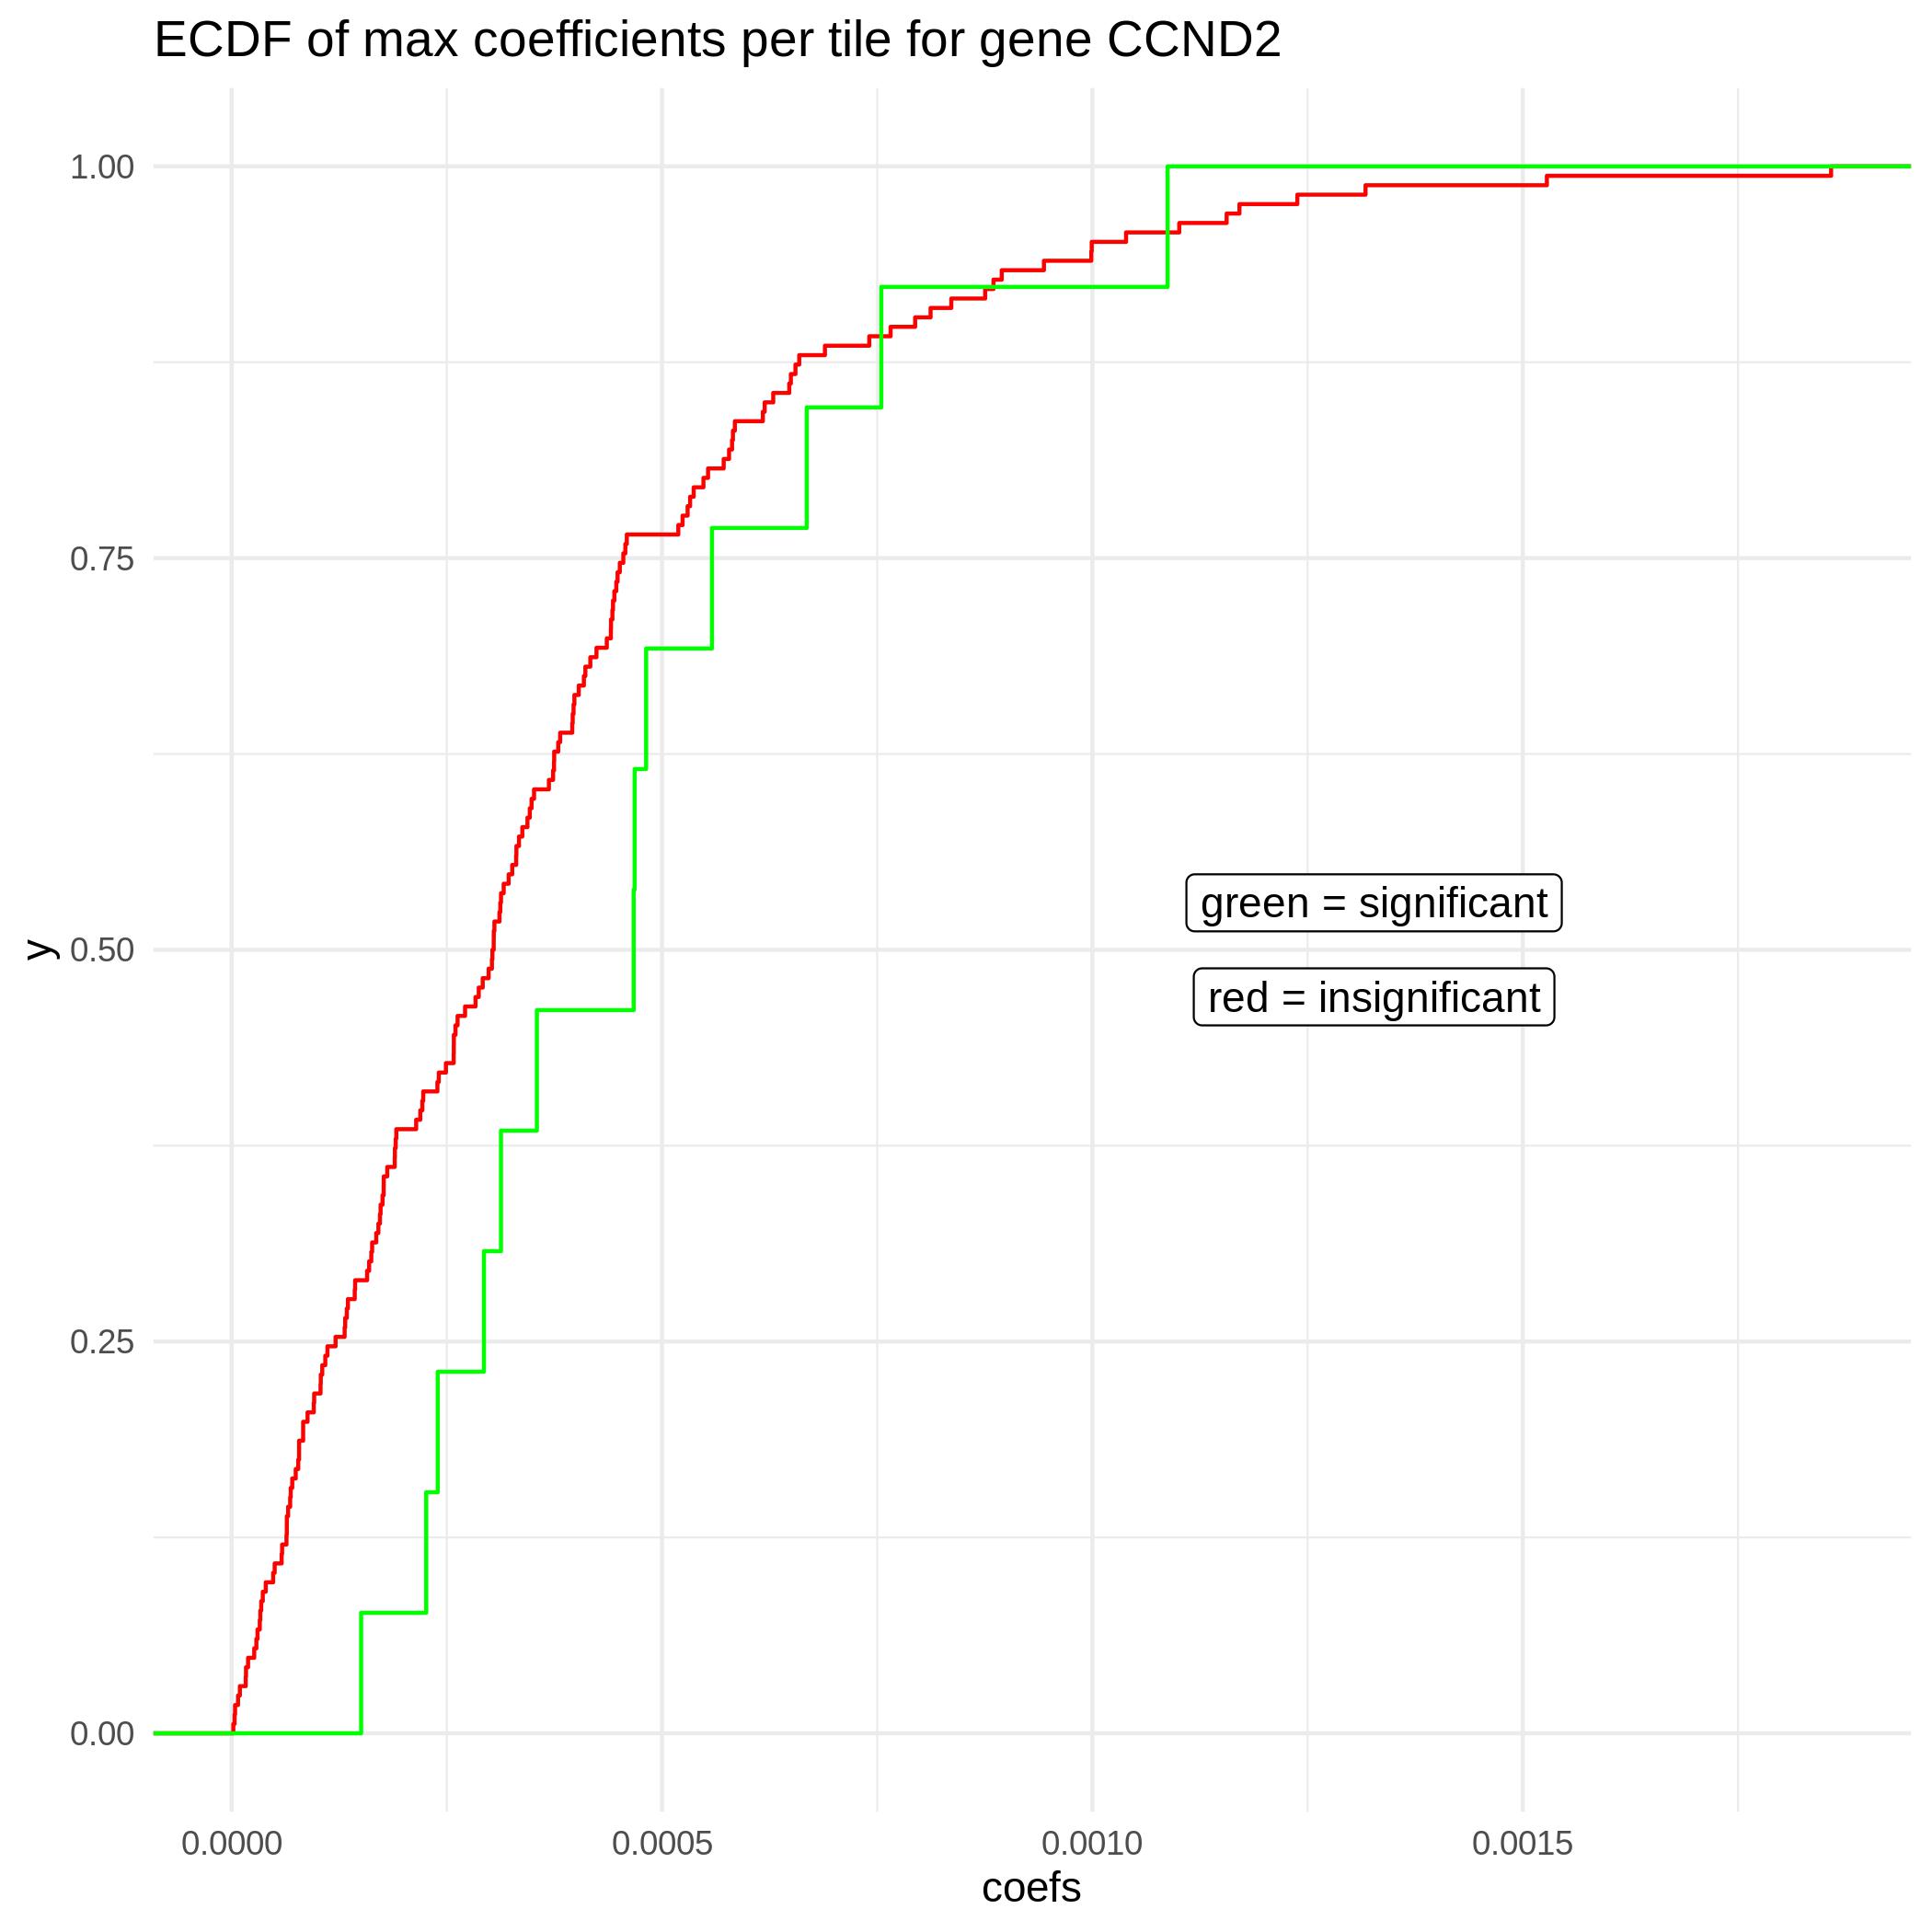 ECDF of max coefficients per tile for gene CCND2
1.00
0.75
0.50
0.25
0.00
y
green = significant
red = insignificant
0.0000 0.0005 0.0010 0.0015
coefs